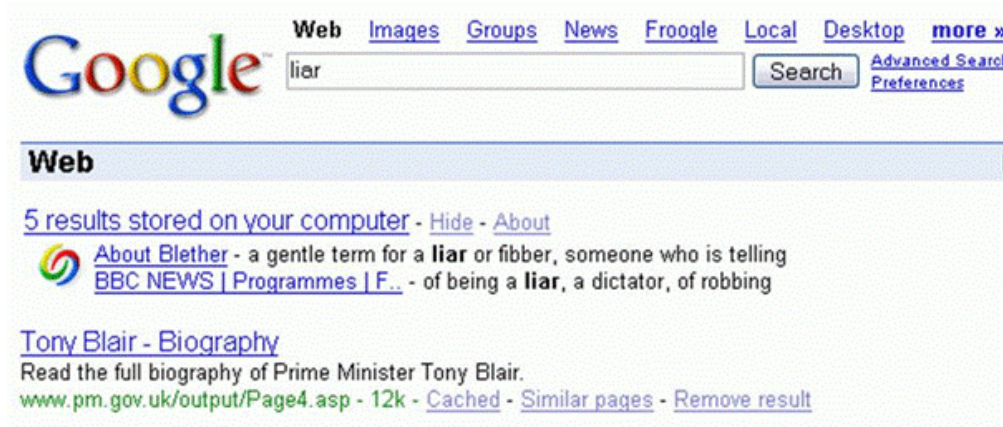 Web Images Groups News Froogle Local Desktop more »
Google™
liar Search Advanced Search
Preferences
Web
5 results stored on your computer - Hide - About
About Blether - a gentle term for a liar or fibber, someone who is telling
BBC NEWS | Programmes | F.. - of being a liar, a dictator, of robbing
Tony Blair - Biography
Read the full biography of Prime Minister Tony Blair.
www.pm.gov.uk/output/Page4.asp - 12k - Cached - Similar pages - Remove result